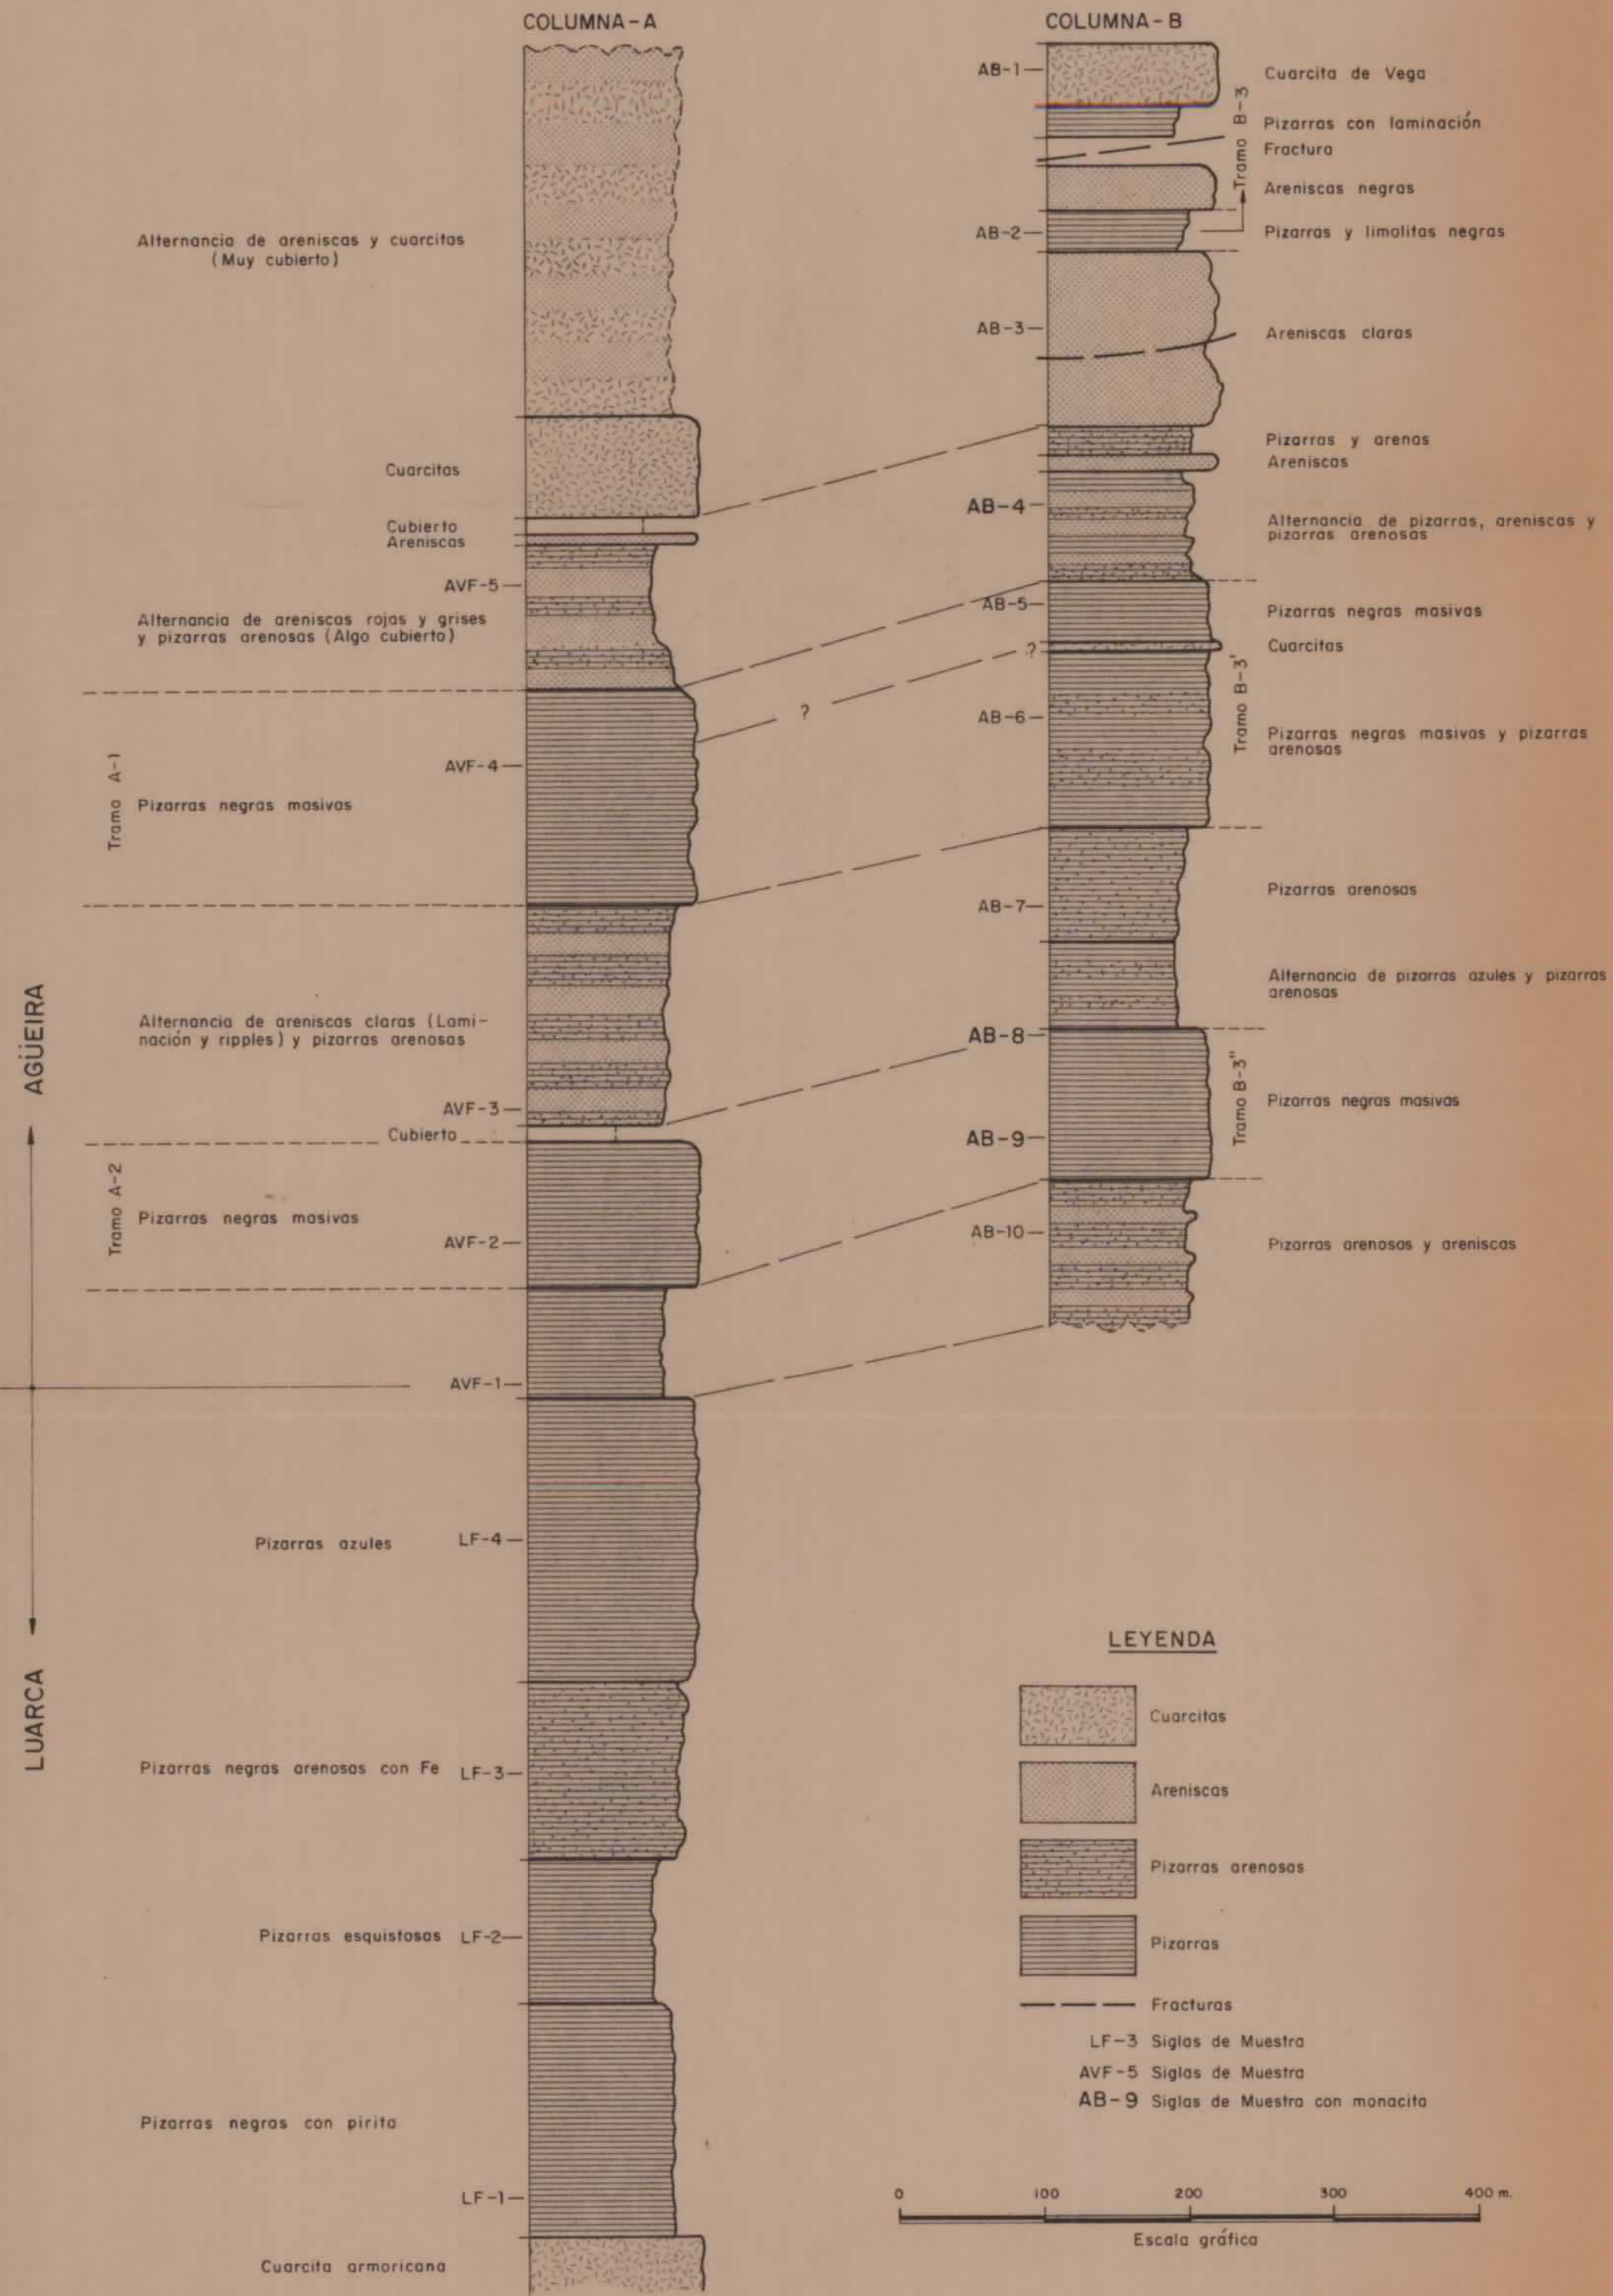 COLUMNA-A
Alternancia de areniscas y cuarcitas
(Muy cubierto)
Cuarcitas
Cubierto
Areniscas
AVF-5
Alternancia de areniscas rojas y grises
y pizarras arenosas (Algo cubierto)
Tramo A-1
AVF-4
Pizarras negras masivas
Alternancia de areniscas claras (Lami-
nación y ripples) y pizarras arenosas
AVF-3
Cubierto
Tramo A-2
Pizarras negras masivas
AVF-2
AVF-1
AGÜEIRA
LUARCA
Pizarras azules
LF-4
Pizarras negras arenosas con Fe
LF-3
Pizarras esquistosas
LF-2
Pizarras negras con pirita
LF-1
Cuarcita armoricana
?
?
COLUMNA-B
AB-1
Cuarcita de Vega
Pizarras con laminación
Fractura
Tramo B-3
Areniscas negras
AB-2
Pizarras y limolitas negras
AB-3
Areniscas claras
Pizarras y arenas
Areniscas
AB-4
Alternancia de pizarras, areniscas y
pizarras arenosas
AB-5
Pizarras negras masivas
Cuarcitas
Tramo B-3'
AB-6
Pizarras negras masivas y pizarras
arenosas
Pizarras arenosas
AB-7
Alternancia de pizarras azules y pizarras
arenosas
AB-8
Tramo B-3"
Pizarras negras masivas
AB-9
AB-10
Pizarras arenosas y areniscas
LEYENDA
Cuarcitas
Areniscas
Pizarras arenosas
Pizarras
Fracturas
LF-3 Siglas de Muestra
AVF-5 Siglas de Muestra
AB-9 Siglas de Muestra con monacita
0 100 200 300 400 m.
Escala gráfica